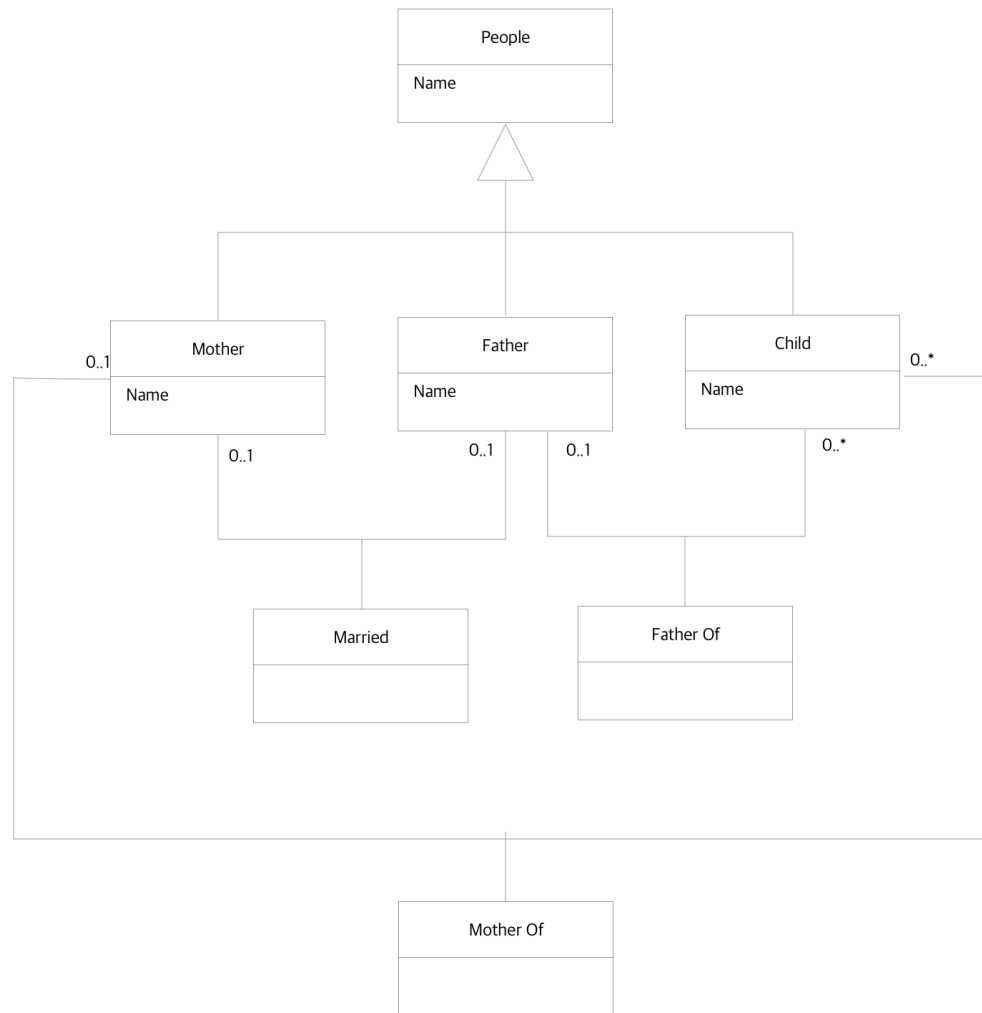 People
Name
Mother
Father
Child
0..1
0..*
Name
Name
Name
0..1
0..1
0..1
0..*
Married
Father Of
Mother Of